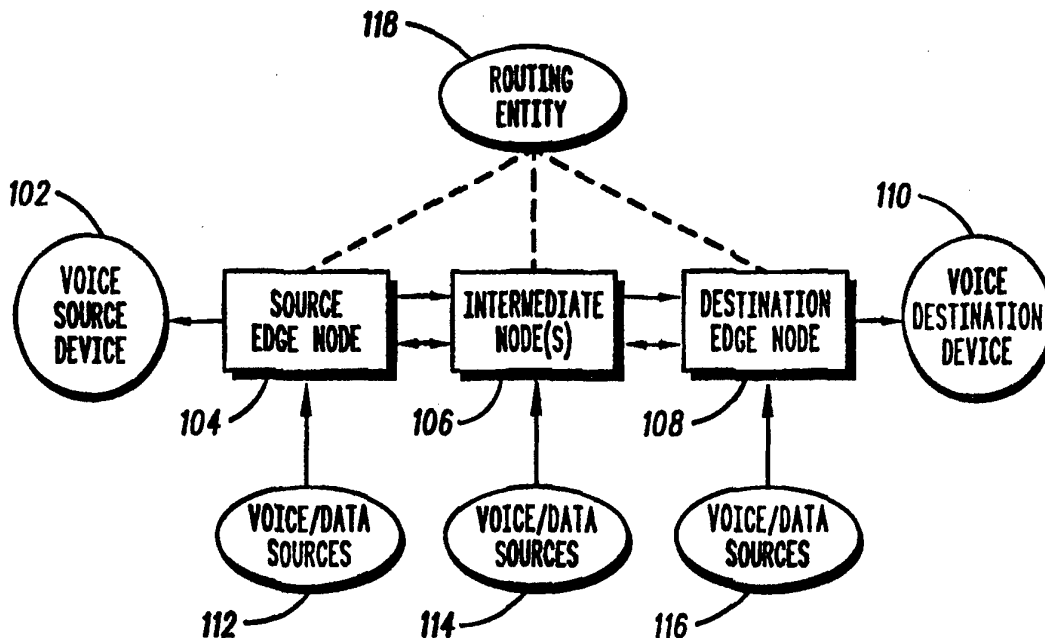 118
ROUTING
ENTITY
102
110
VOICE
SOURCE
DEVICE
SOURCE
EDGE NODE
INTERMEDIATE
NODE(S)
DESTINATION
EDGE NODE
VOICE
DESTINATION
DEVICE
104
106
108
VOICE/DATA
SOURCES
VOICE/DATA
SOURCES
VOICE/DATA
SOURCES
112
114
116